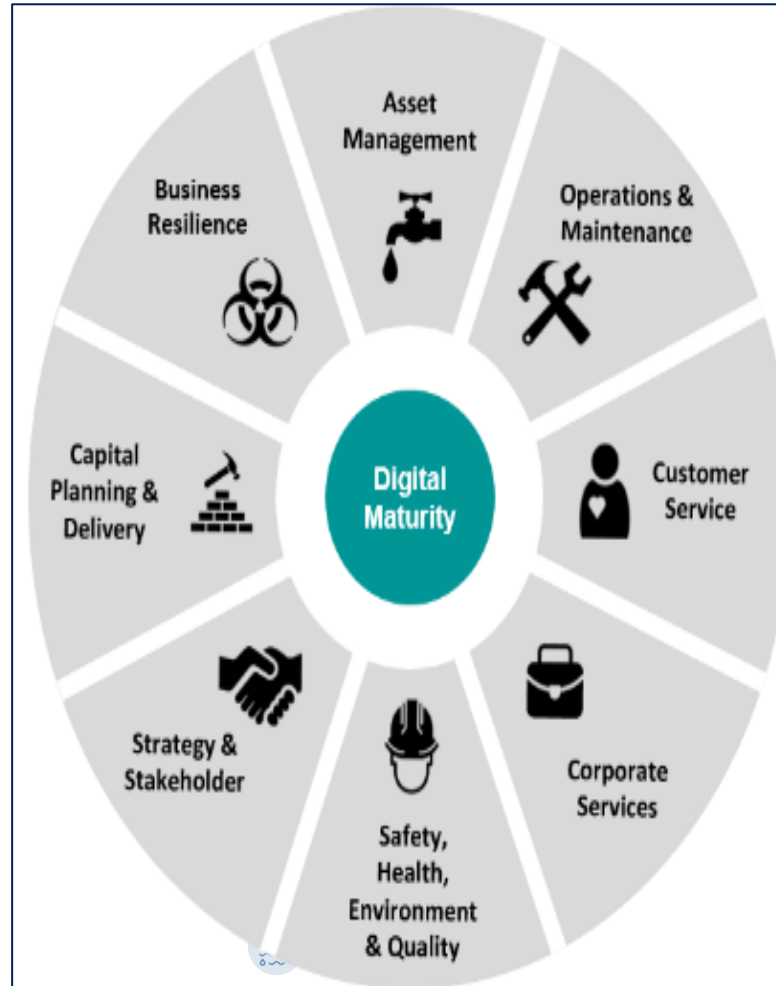 Asset
Management
Operations &
Maintenance
Customer
Service
Corporate
Services
Safety,
Health,
Environment
& Quality
Strategy &
Stakeholder
Capital
Planning &
Delivery
Business
Resilience
Digital
Maturity